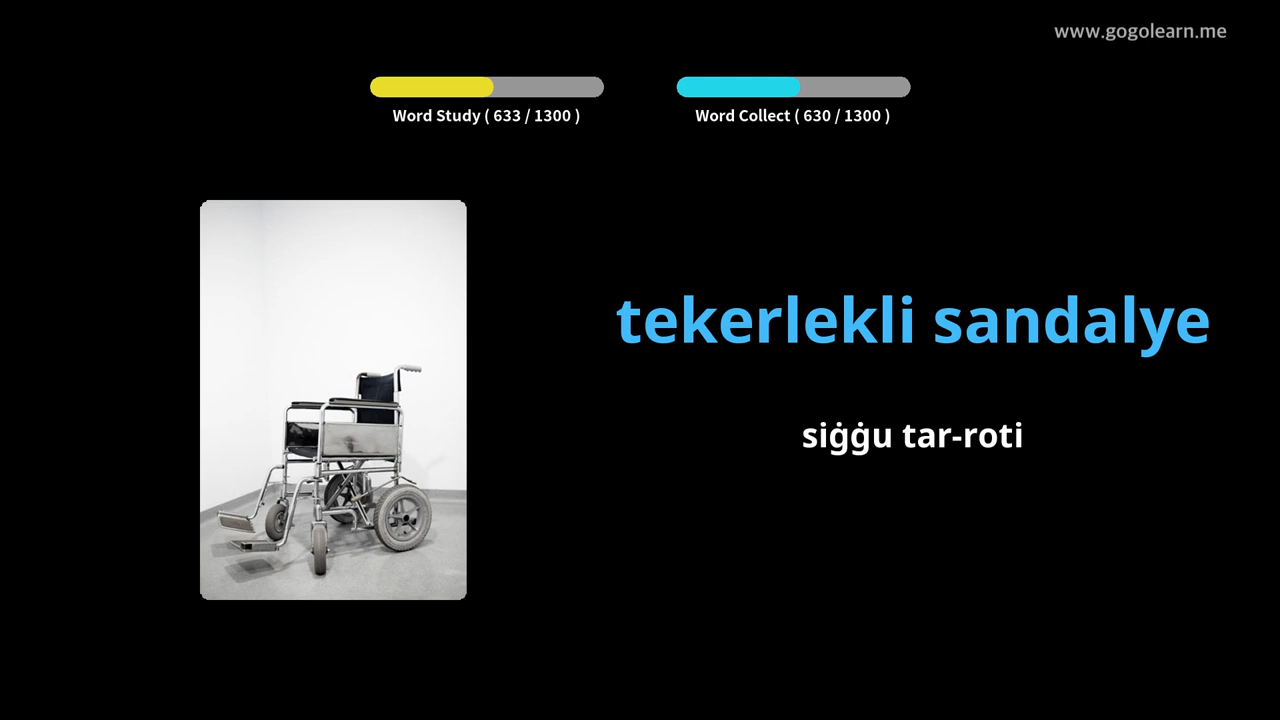 www.gogolearn.me
Word Study ( 633 / 1300 )
Word Collect ( 630 / 1300 )
tekerlekli sandalye
siġġu tar-roti